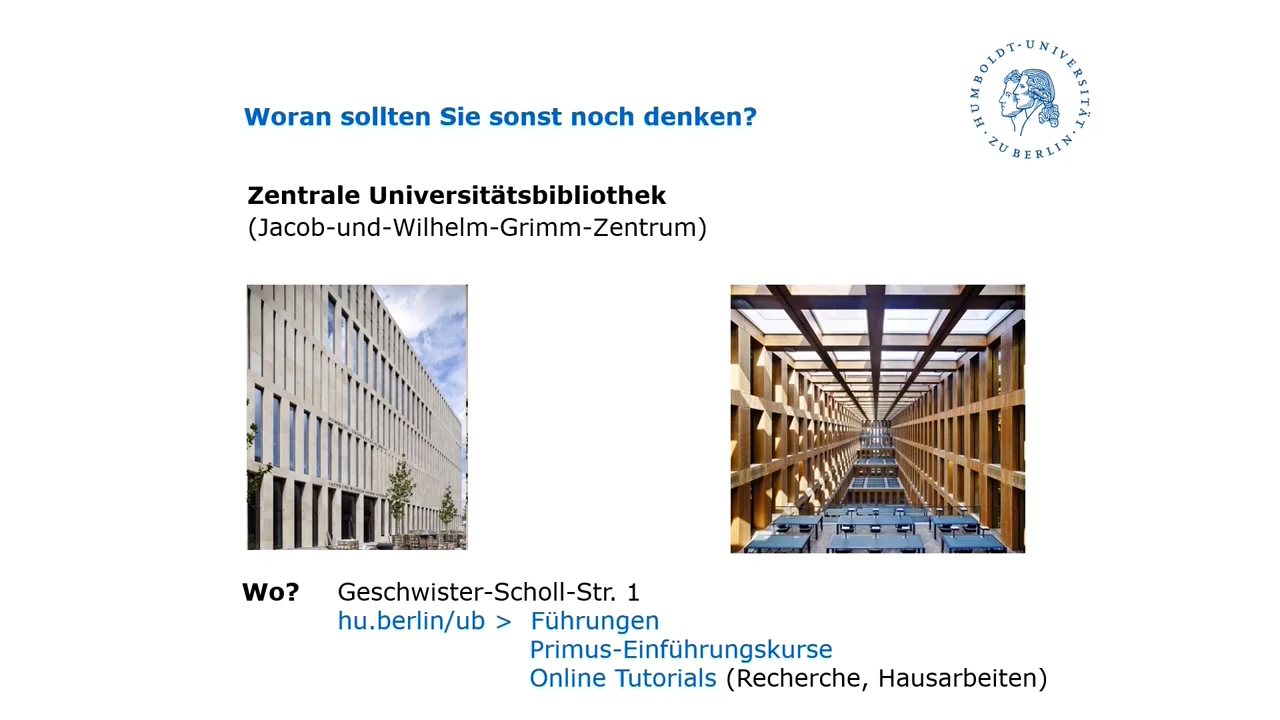 HUMBOLDT-UNIVERSITÄT · ZU BERLIN ·
Woran sollten Sie sonst noch denken?
Zentrale Universitätsbibliothek
(Jacob-und-Wilhelm-Grimm-Zentrum)
Wo? Geschwister-Scholl-Str. 1
hu.berlin/ub > Führungen
Primus-Einführungskurse
Online Tutorials (Recherche, Hausarbeiten)